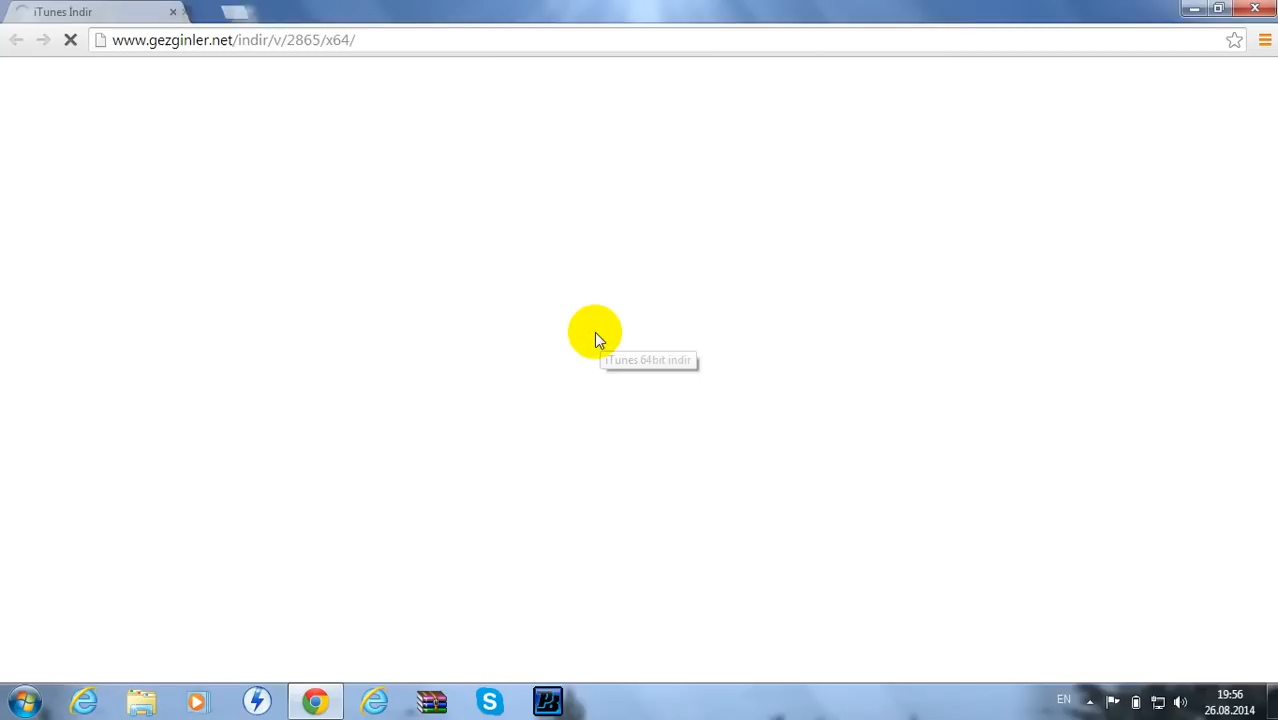 iTunes İndir
www.gezginler.net/indir/v/2865/x64/
iTunes 64bit indir
EN
19:56
26.08.2014